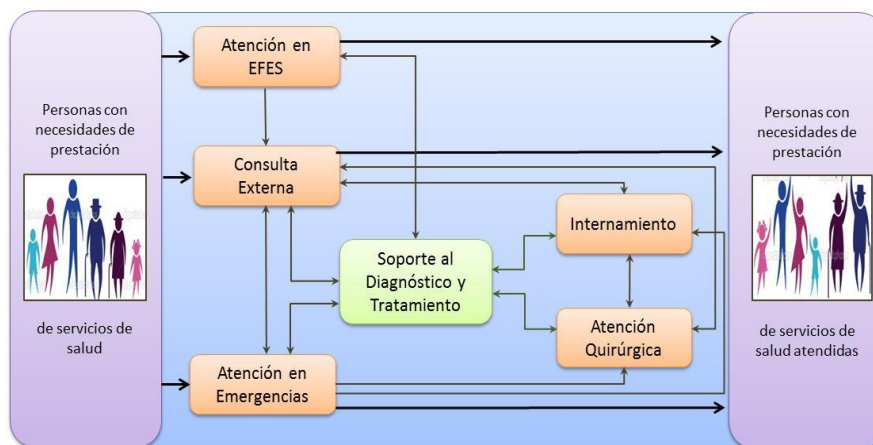 Personas con
necesidades de
prestación
de servicios de
salud
Atención en
EFES
Consulta
Externa
Soporte al
Diagnóstico y
Tratamiento
Internamiento
Atención
Quirúrgica
Atención en
Emergencias
Personas con
necesidades de
prestación
de servicios de
salud atendidas